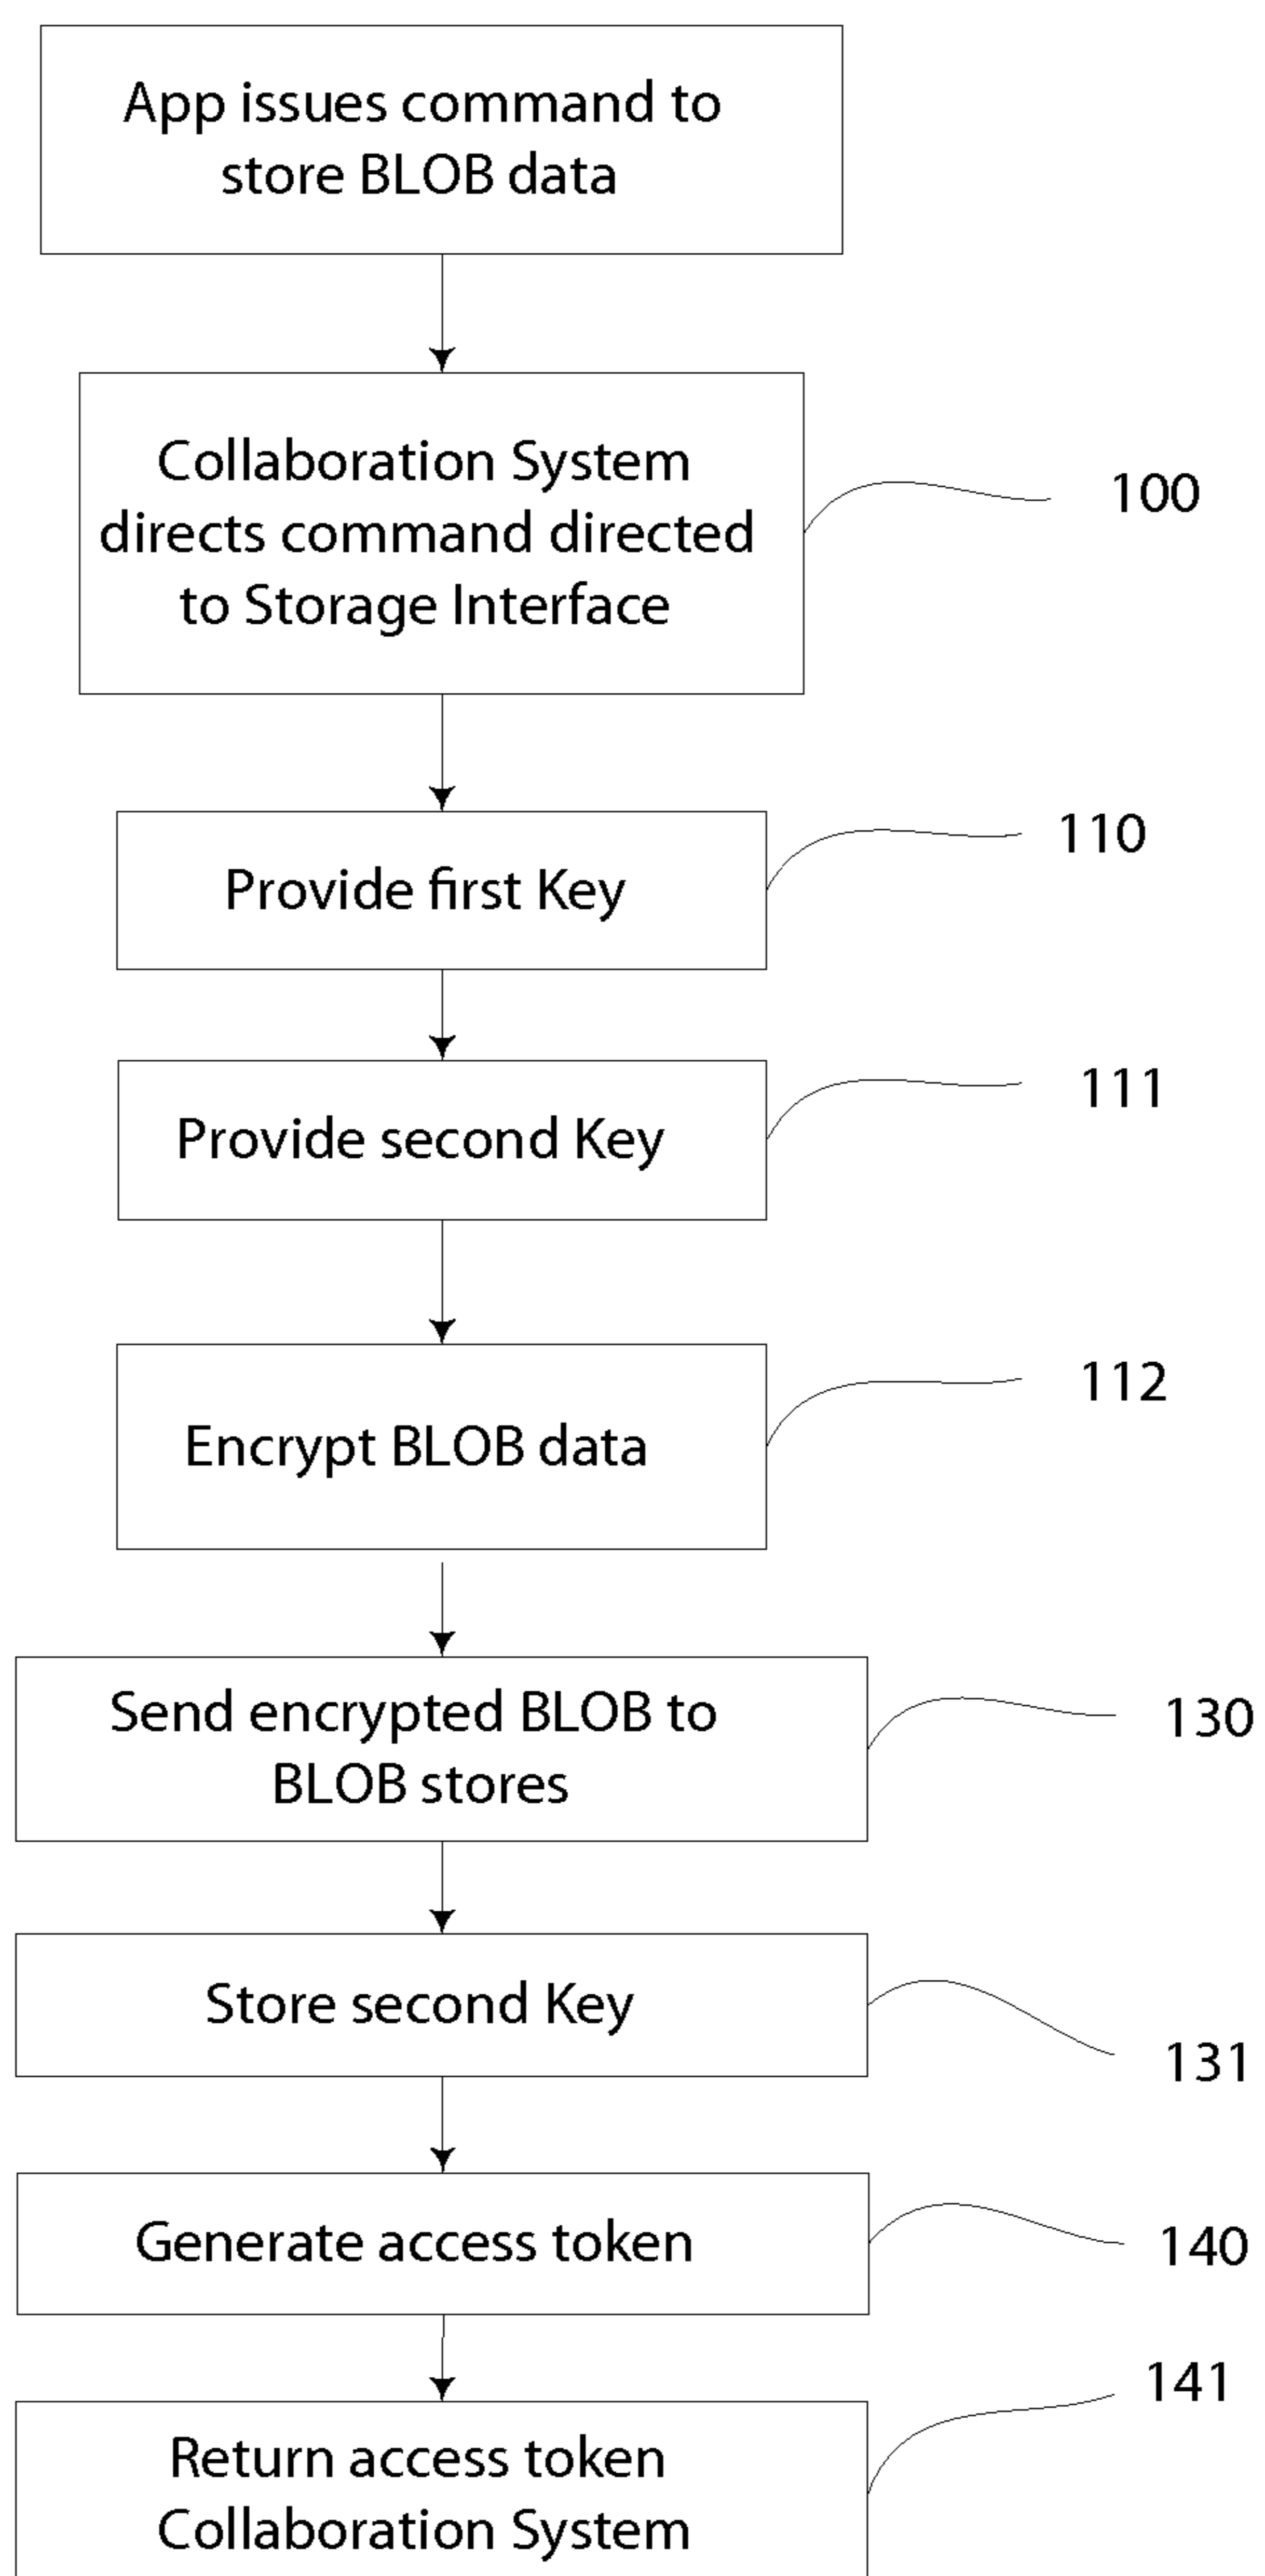 App issues command to
store BLOB data
Collaboration System
directs command directed
to Storage Interface
100
Provide first Key
110
Provide second Key
111
Encrypt BLOB data
112
Send encrypted BLOB to
BLOB stores
130
Store second Key
131
Generate access token
140
Return access token
Collaboration System
141